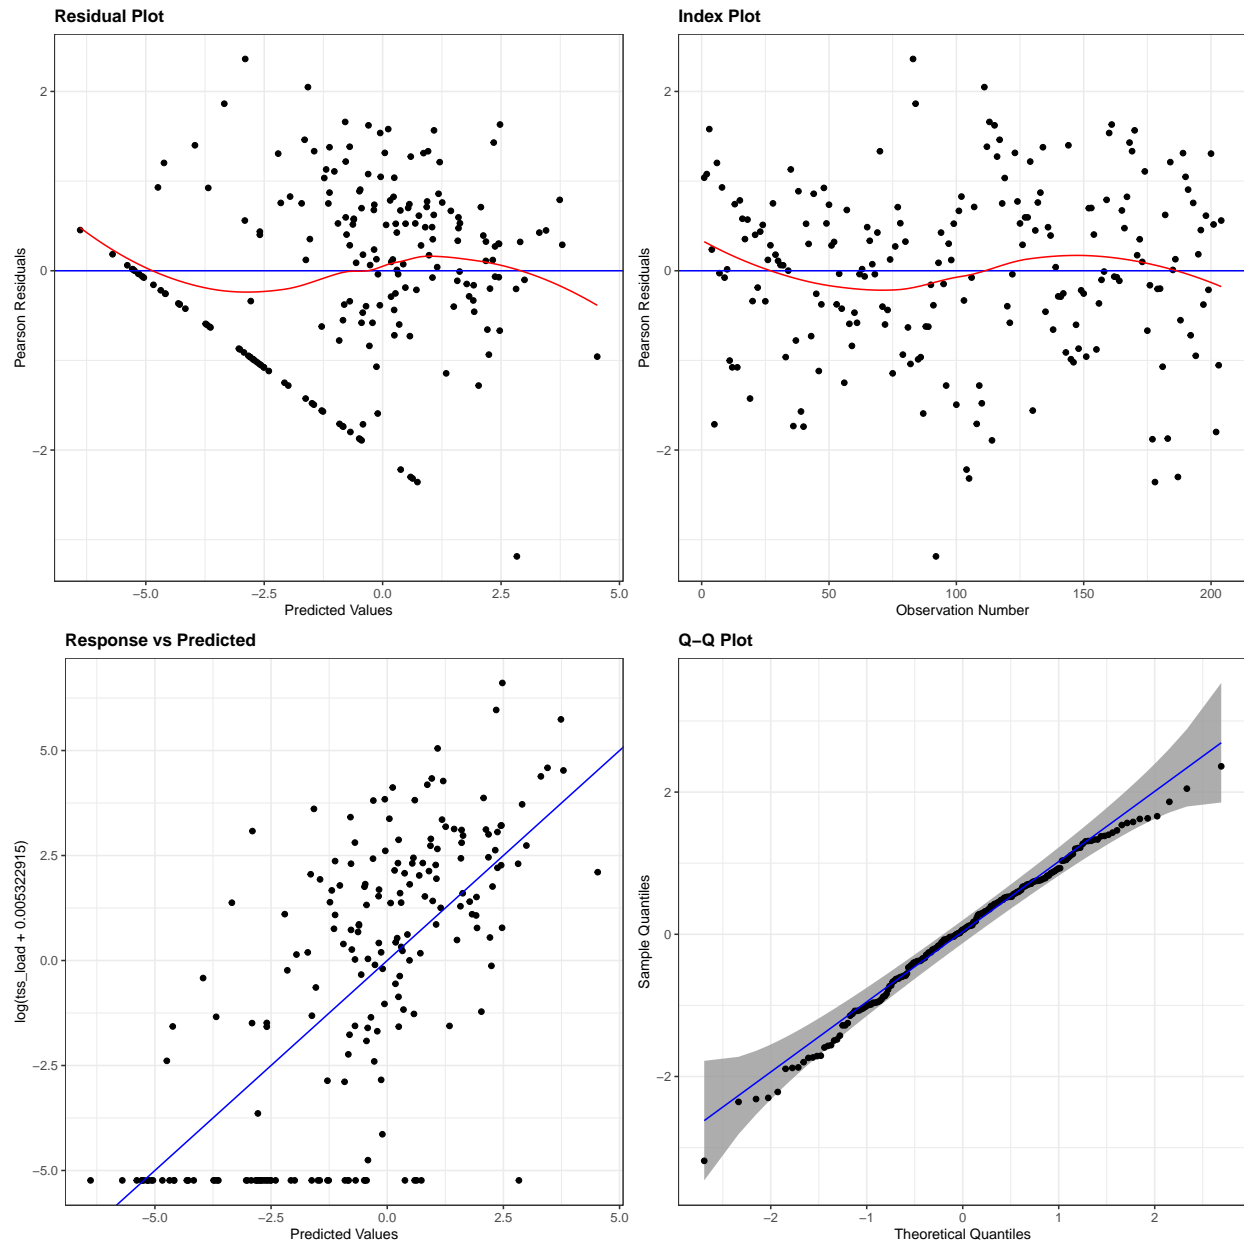 Residual Plot
2
0
−2
Pearson Residuals
−5.0 −2.5 0.0 2.5 5.0
Predicted Values
Index Plot
2
0
−2
Pearson Residuals
0 50 100 150 200
Observation Number
Response vs Predicted
5.0
2.5
0.0
−2.5
−5.0
log(tss_load + 0.005322915)
−5.0 −2.5 0.0 2.5 5.0
Predicted Values
Q−Q Plot
2
0
−2
Sample Quantiles
−2 −1 0 1 2
Theoretical Quantiles